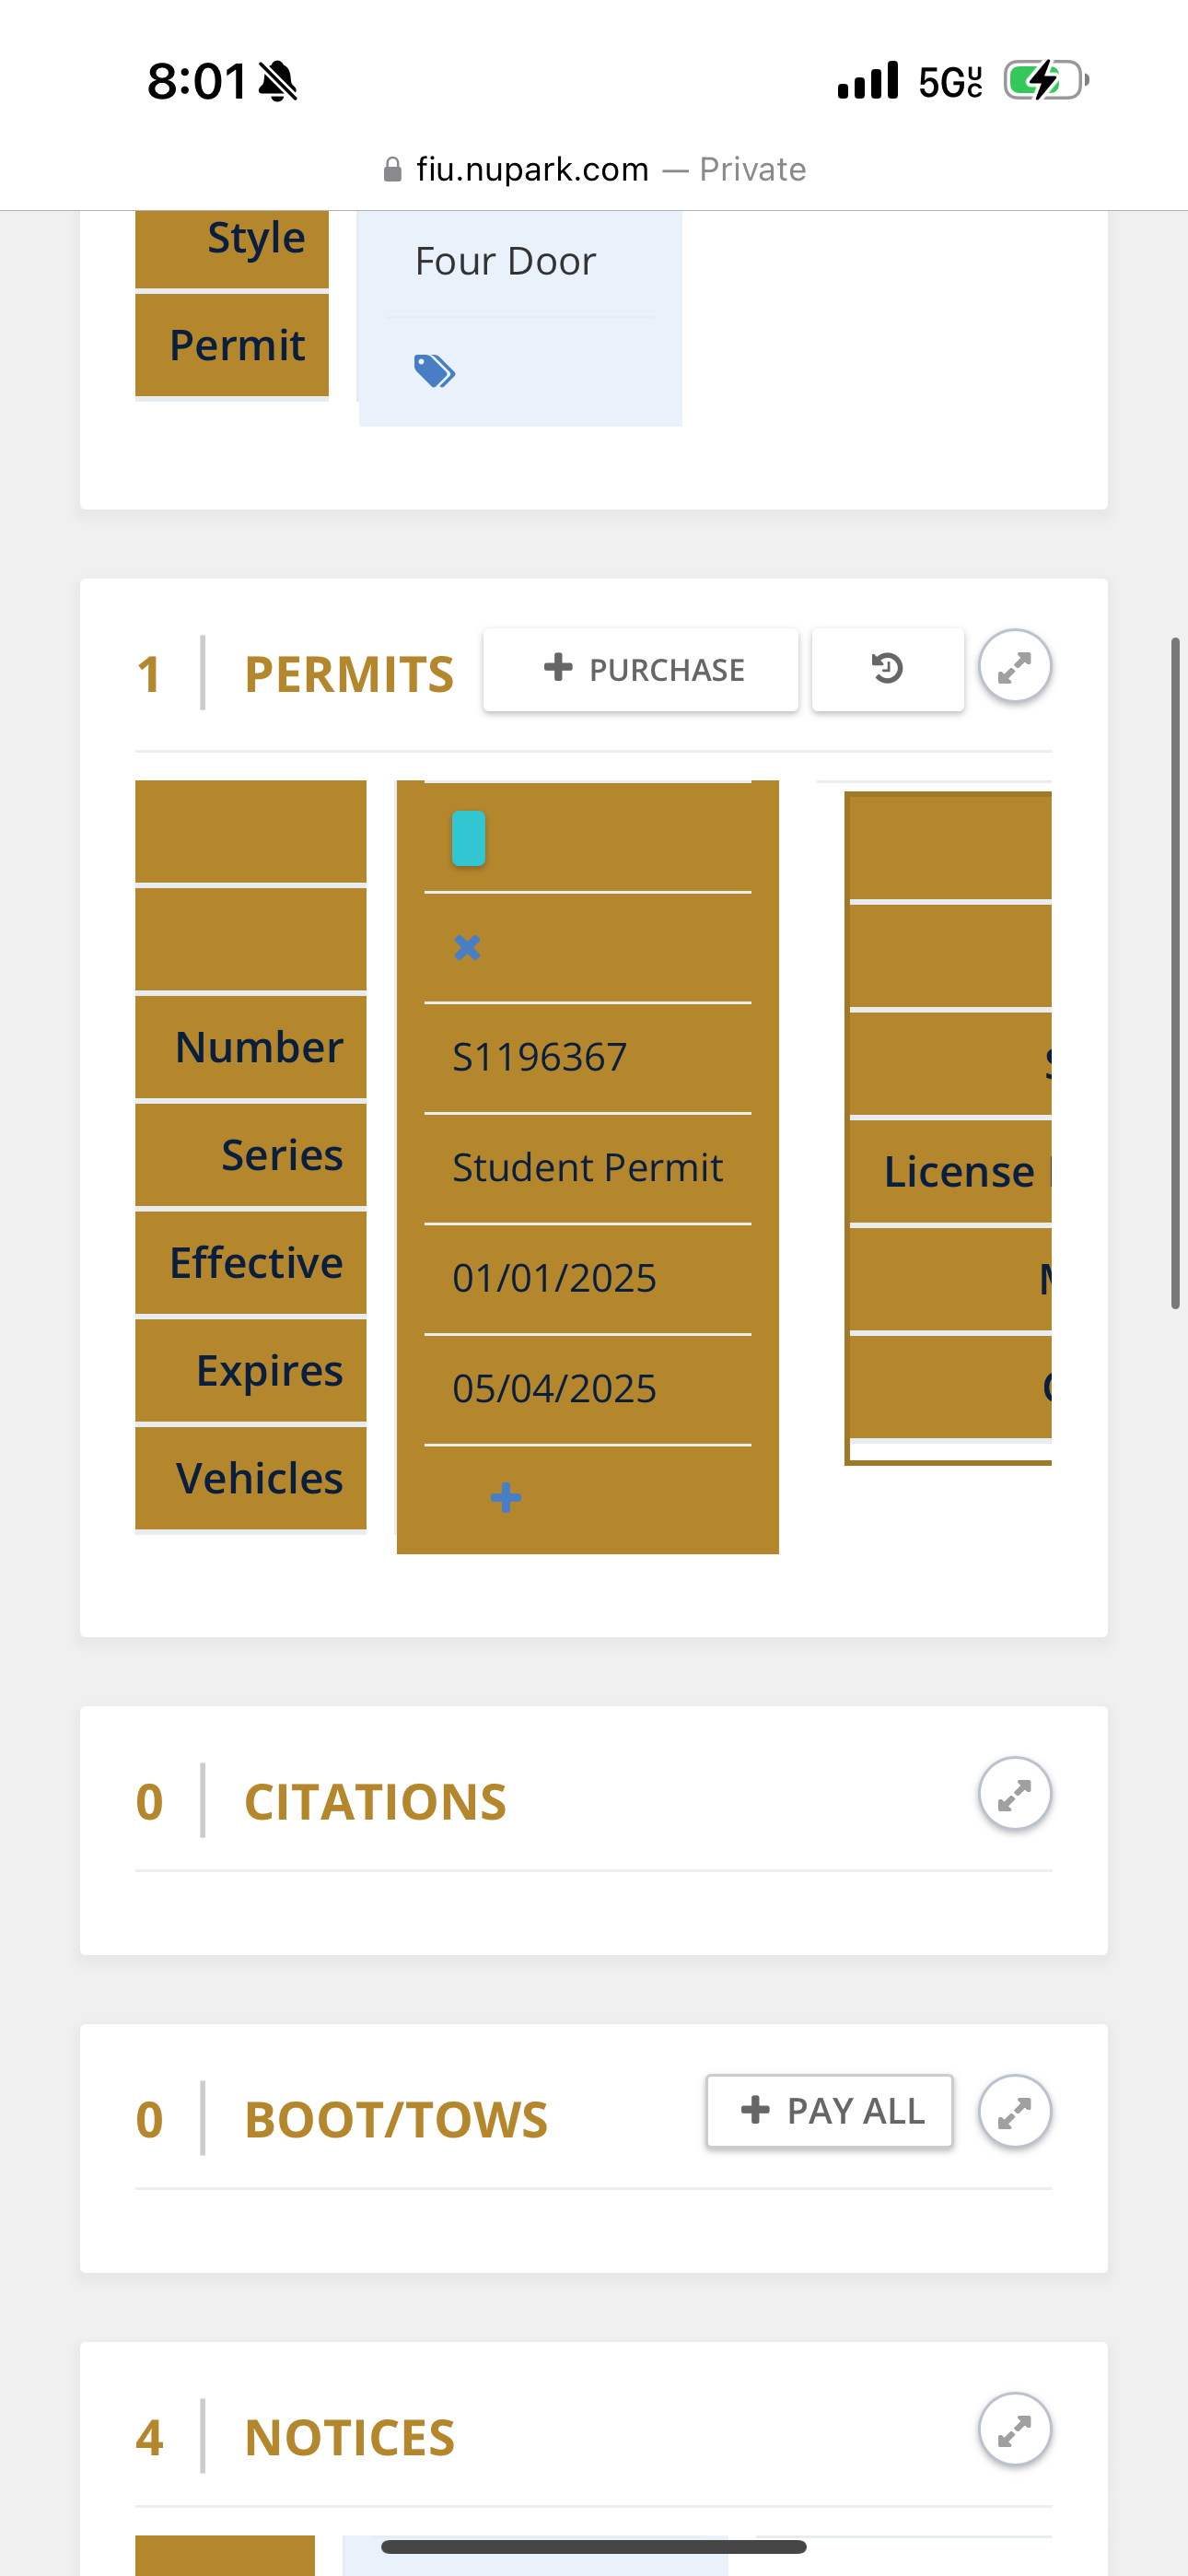 8:01
5G UC
fiu.nupark.com — Private
Style
Four Door
Permit
1 PERMITS
PURCHASE
Number
S1196367
Series
Student Permit
License
Effective
01/01/2025
Expires
05/04/2025
Vehicles
0 CITATIONS
0 BOOT/TOWS
PAY ALL
4 NOTICES